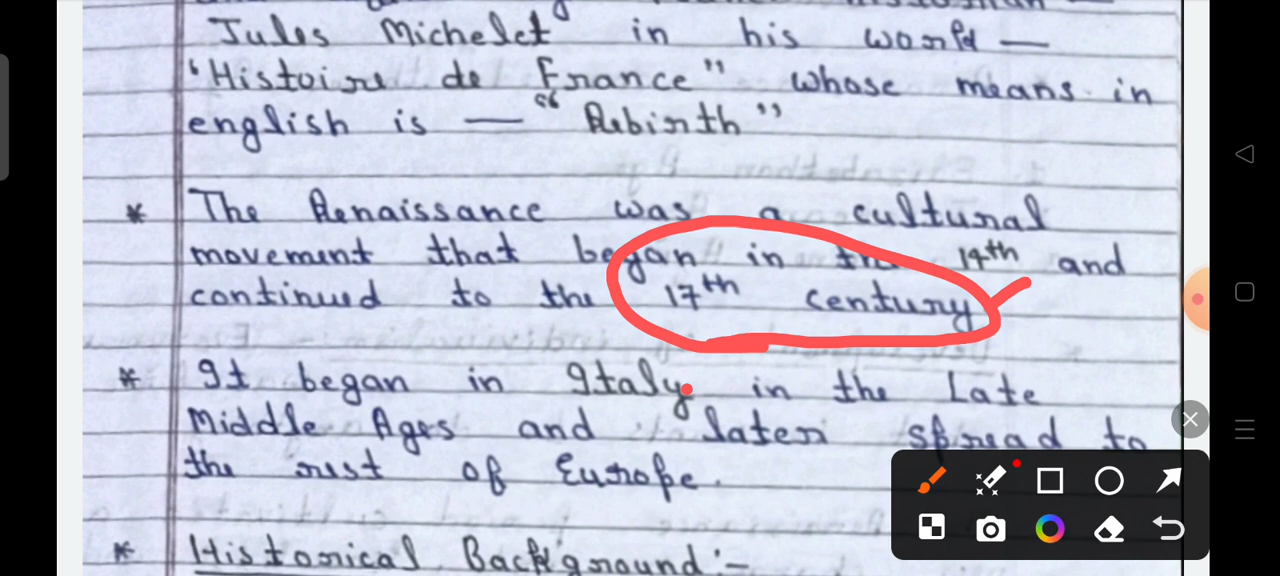 Jules Michelet in his world —
'Histoire de France" whose means in
english is — "Rebirth"
* The Renaissance was a cultural
movement that began in the 14th and
continued to the 17th century
* It began in Italy in the Late
Middle Ages and later spread to
the rest of Europe.
* Historical Background :-